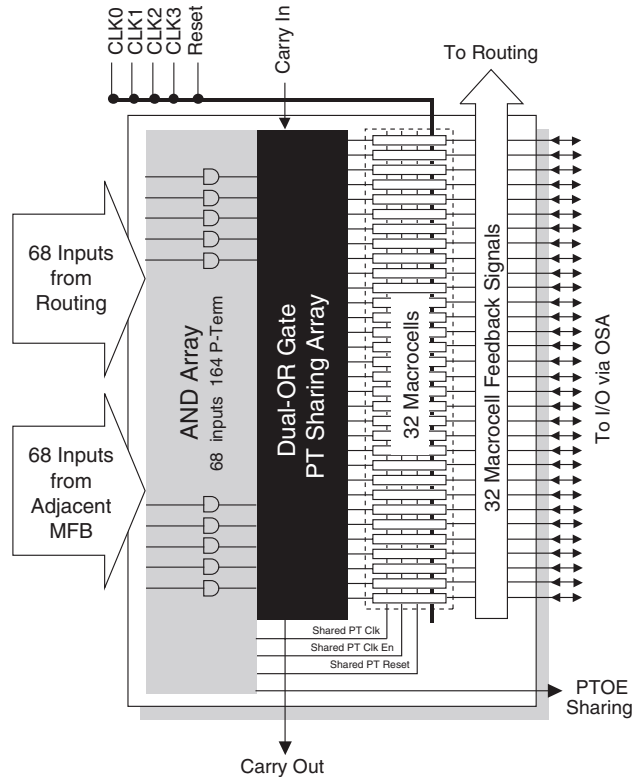 CLK0
CLK1
CLK2
CLK3
Reset
Carry In
To Routing
68 Inputs
from
Routing
68 Inputs
from
Adjacent
MFB
AND Array
68 inputs 164 P-Term
Dual-OR Gate
PT Sharing Array
32 Macrocells
32 Macrocell Feedback Signals
To I/O via OSA
Shared PT Clk
Shared PT Clk En
Shared PT Reset
PTOE
Sharing
Carry Out